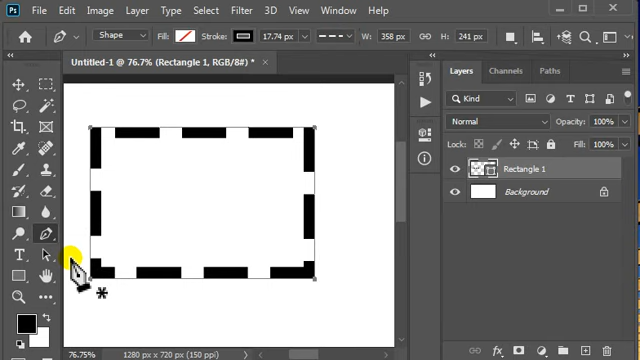 Ps File Edit Image Layer Type Select Filter 3D View Plugins Window Help
Shape Fill: Stroke: 17.74 px W: 358 px H: 241 px
Untitled-1 @ 76.7% (Rectangle 1, RGB/8#) * ×
Layers Channels Paths
Kind
Normal Opacity: 100%
Lock: Fill: 100%
Rectangle 1
Background
76.75% 1280 px x 720 px (150 ppi)